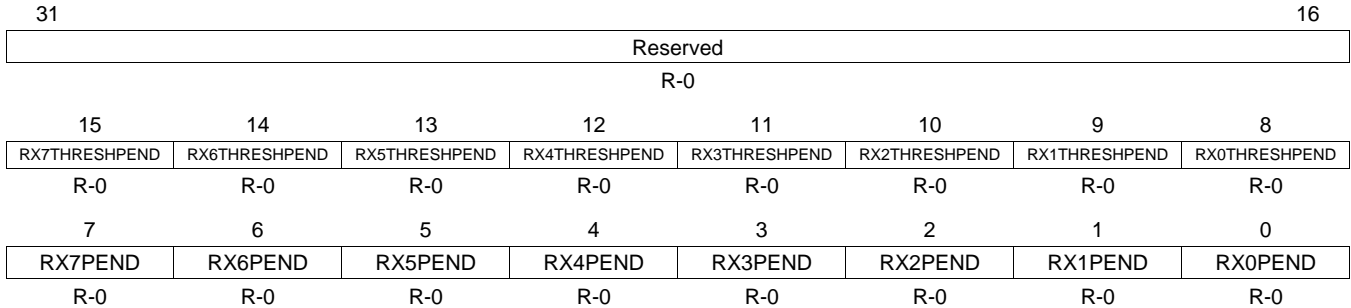 31 16
Reserved
R-0
15 14 13 12 11 10 9 8
RX7THRESHPEND RX6THRESHPEND RX5THRESHPEND RX4THRESHPEND RX3THRESHPEND RX2THRESHPEND RX1THRESHPEND RX0THRESHPEND
R-0 R-0 R-0 R-0 R-0 R-0 R-0 R-0
7 6 5 4 3 2 1 0
RX7PEND RX6PEND RX5PEND RX4PEND RX3PEND RX2PEND RX1PEND RX0PEND
R-0 R-0 R-0 R-0 R-0 R-0 R-0 R-0